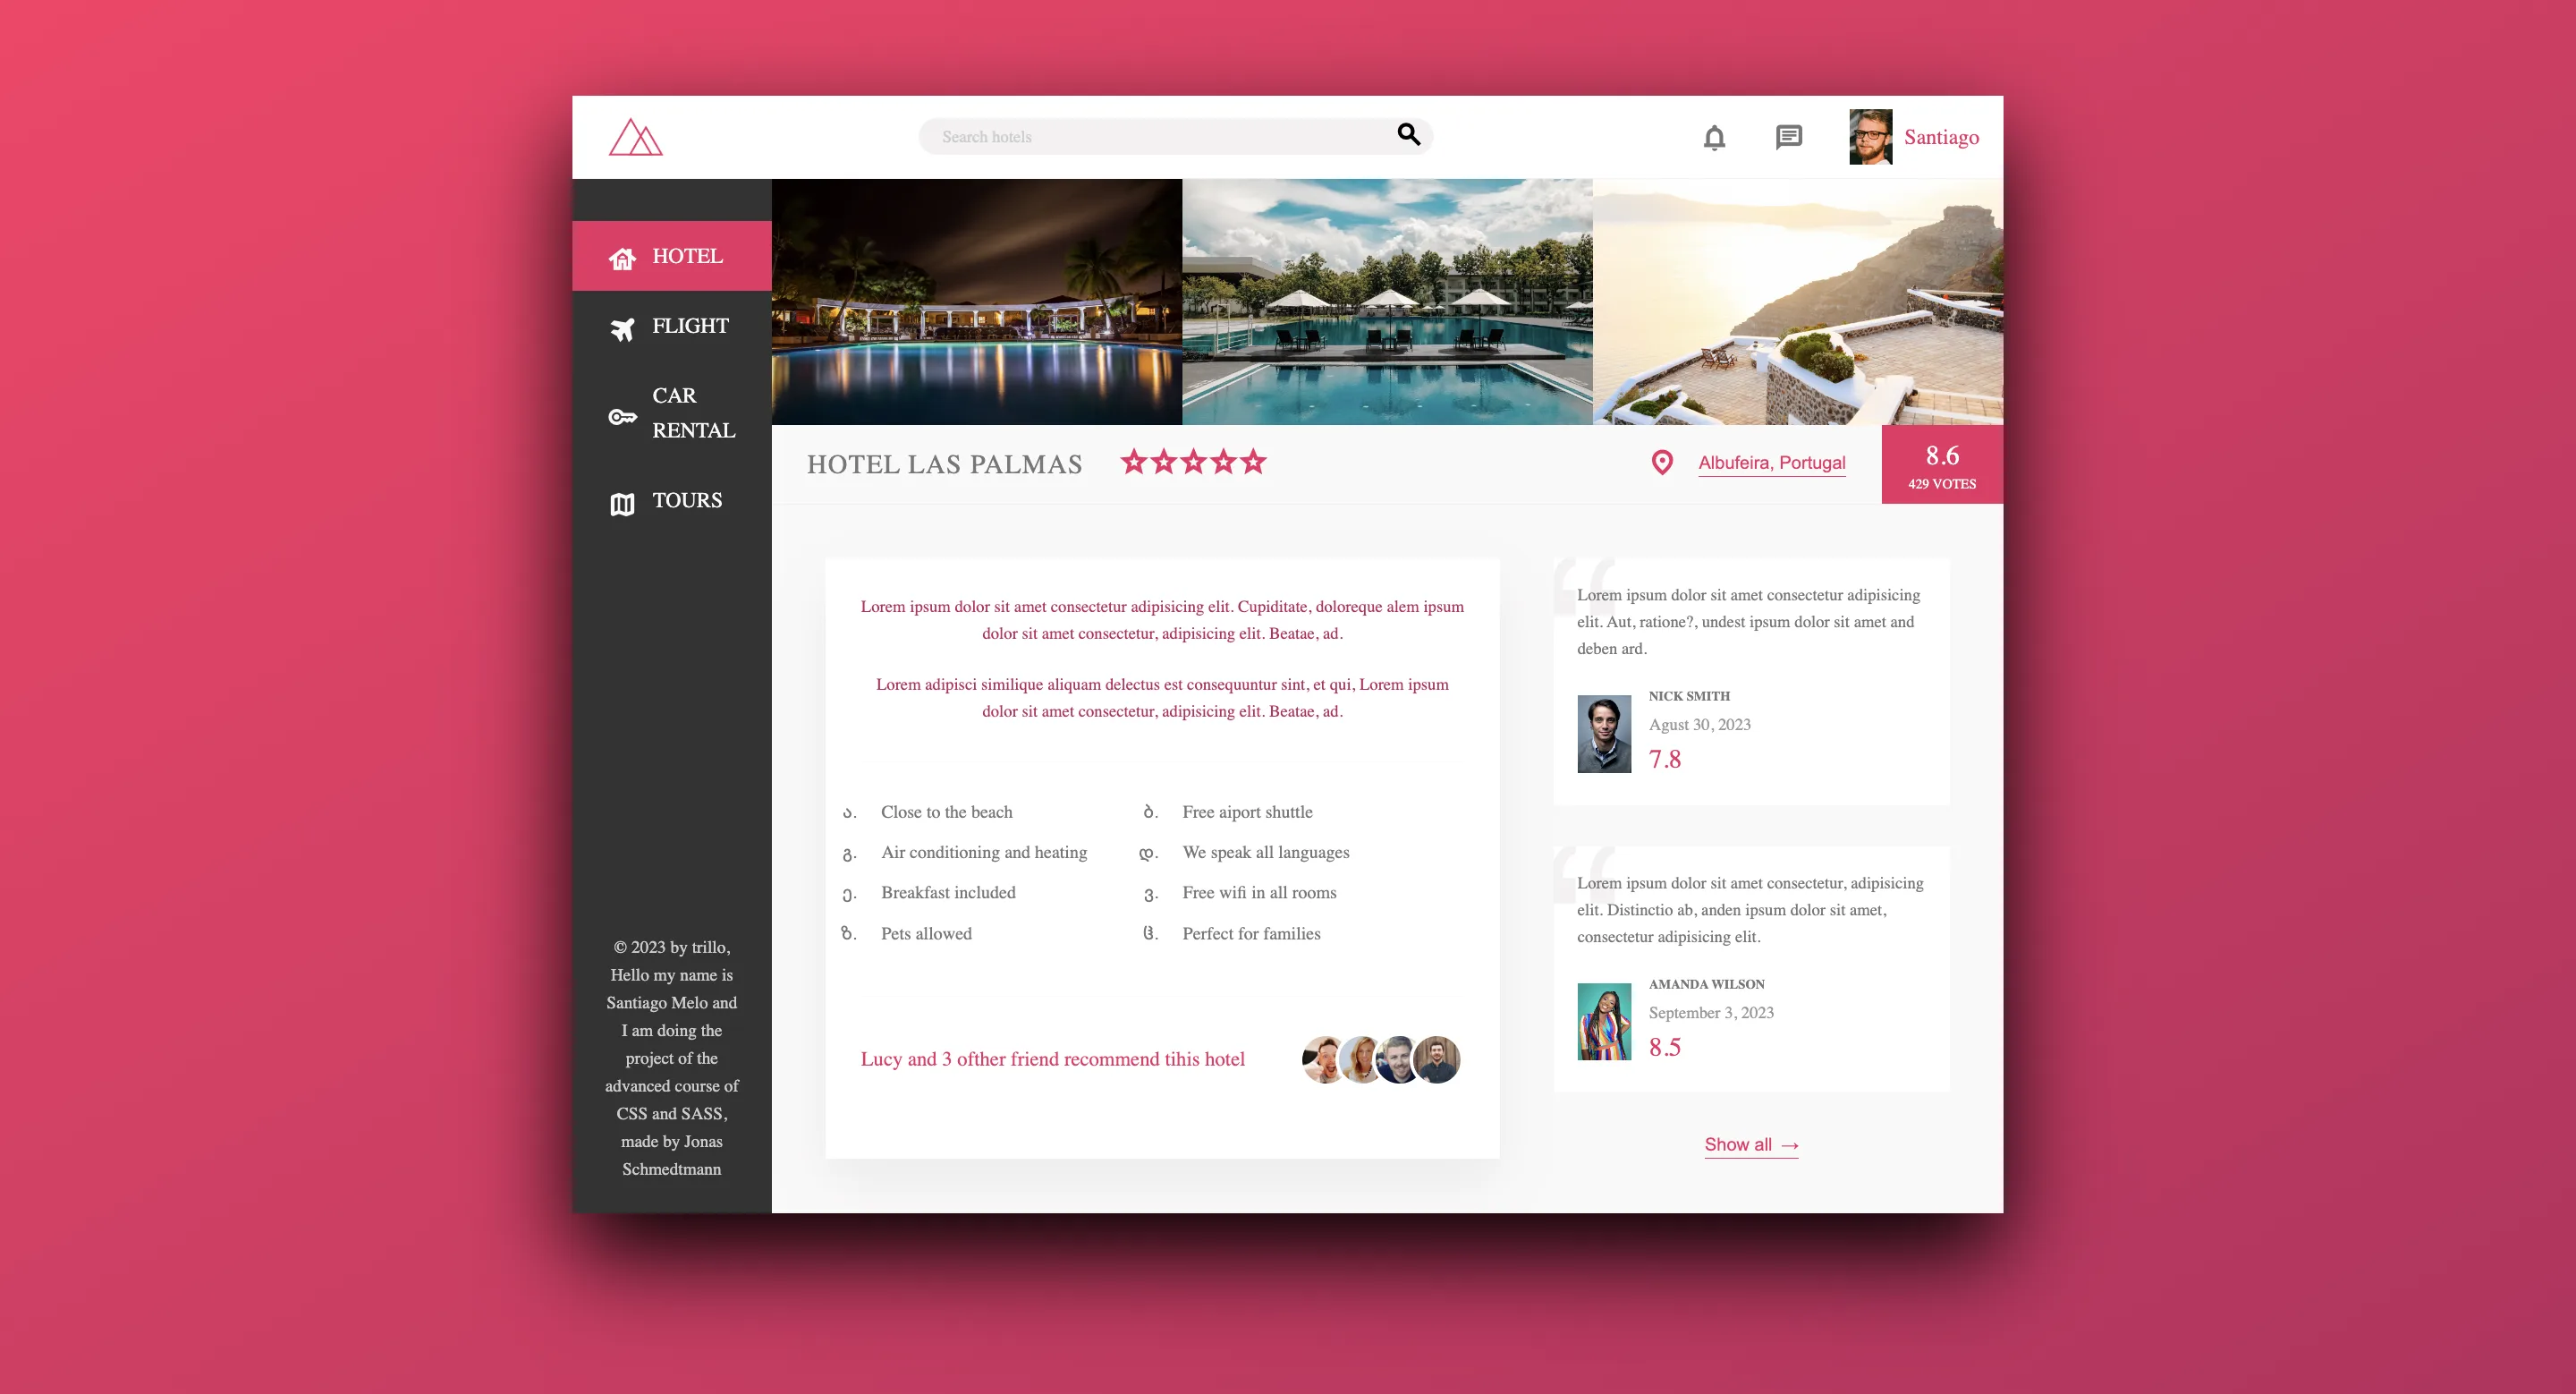 Search hotels
Santiago
HOTEL
FLIGHT
CAR
RENTAL
TOURS
© 2023 by trillo,
Hello my name is
Santiago Melo and
I am doing the
project of the
advanced course of
CSS and SASS,
made by Jonas
Schmedtmann
HOTEL LAS PALMAS
Albufeira, Portugal
8.6
429 VOTES
Lorem ipsum dolor sit amet consectetur adipisicing elit. Cupiditate, doloreque alem ipsum
dolor sit amet consectetur, adipisicing elit. Beatae, ad.
Lorem adipisci similique aliquam delectus est consequuntur sint, et qui, Lorem ipsum
dolor sit amet consectetur, adipisicing elit. Beatae, ad.
ა. Close to the beach
ბ. Free aiport shuttle
გ. Air conditioning and heating
დ. We speak all languages
ე. Breakfast included
ვ. Free wifi in all rooms
ზ. Pets allowed
ჱ. Perfect for families
Lucy and 3 ofther friend recommend tihis hotel
“
Lorem ipsum dolor sit amet consectetur adipisicing
elit. Aut, ratione?, undest ipsum dolor sit amet and
deben ard.
NICK SMITH
Agust 30, 2023
7.8
“
Lorem ipsum dolor sit amet consectetur, adipisicing
elit. Distinctio ab, anden ipsum dolor sit amet,
consectetur adipisicing elit.
AMANDA WILSON
September 3, 2023
8.5
Show all →